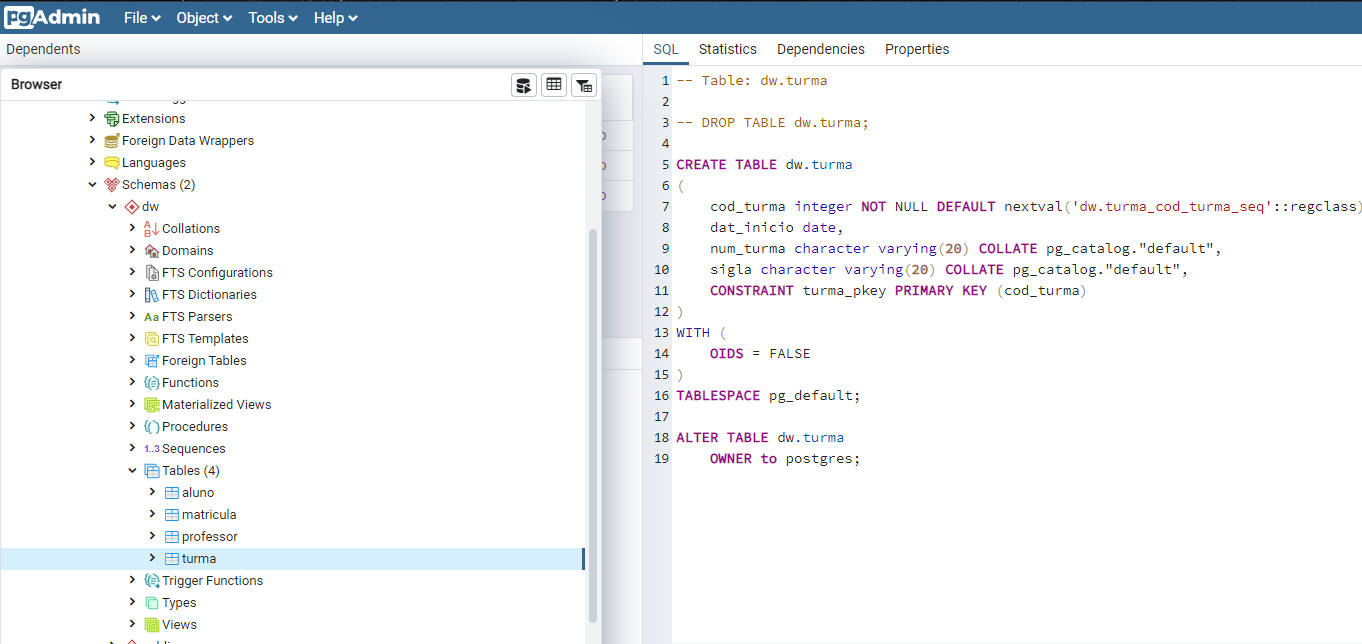 pgAdmin File Object Tools Help
Dependents
SQL Statistics Dependencies Properties
Browser
Extensions
Foreign Data Wrappers
Languages
Schemas (2)
dw
Collations
Domains
FTS Configurations
FTS Dictionaries
Aa FTS Parsers
FTS Templates
Foreign Tables
Functions
Materialized Views
Procedures
1..3 Sequences
Tables (4)
aluno
matricula
professor
turma
Trigger Functions
Types
Views
1 -- Table: dw.turma
2
3 -- DROP TABLE dw.turma;
4
5 CREATE TABLE dw.turma
6 (
7 cod_turma integer NOT NULL DEFAULT nextval('dw.turma_cod_turma_seq'::regclass)
8 dat_inicio date,
9 num_turma character varying(20) COLLATE pg_catalog."default",
10 sigla character varying(20) COLLATE pg_catalog."default",
11 CONSTRAINT turma_pkey PRIMARY KEY (cod_turma)
12 )
13 WITH (
14 OIDS = FALSE
15 )
16 TABLESPACE pg_default;
17
18 ALTER TABLE dw.turma
19 OWNER to postgres;